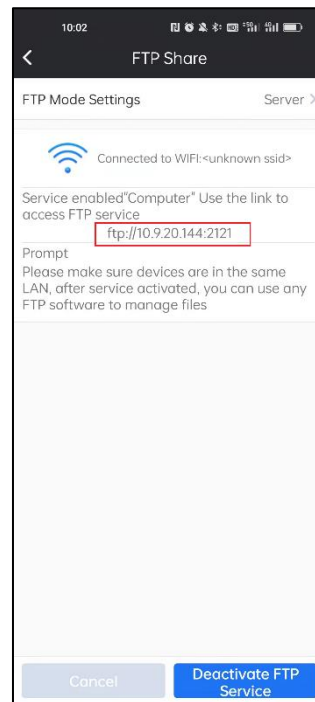 10:02
FTP Share
FTP Mode Settings Server
Connected to WIFI:<unknown ssid>
Service enabled"Computer" Use the link to
access FTP service
ftp://10.9.20.144:2121
Prompt
Please make sure devices are in the same
LAN, after service activated, you can use any
FTP software to manage files
Cancel
Deactivate FTP
Service